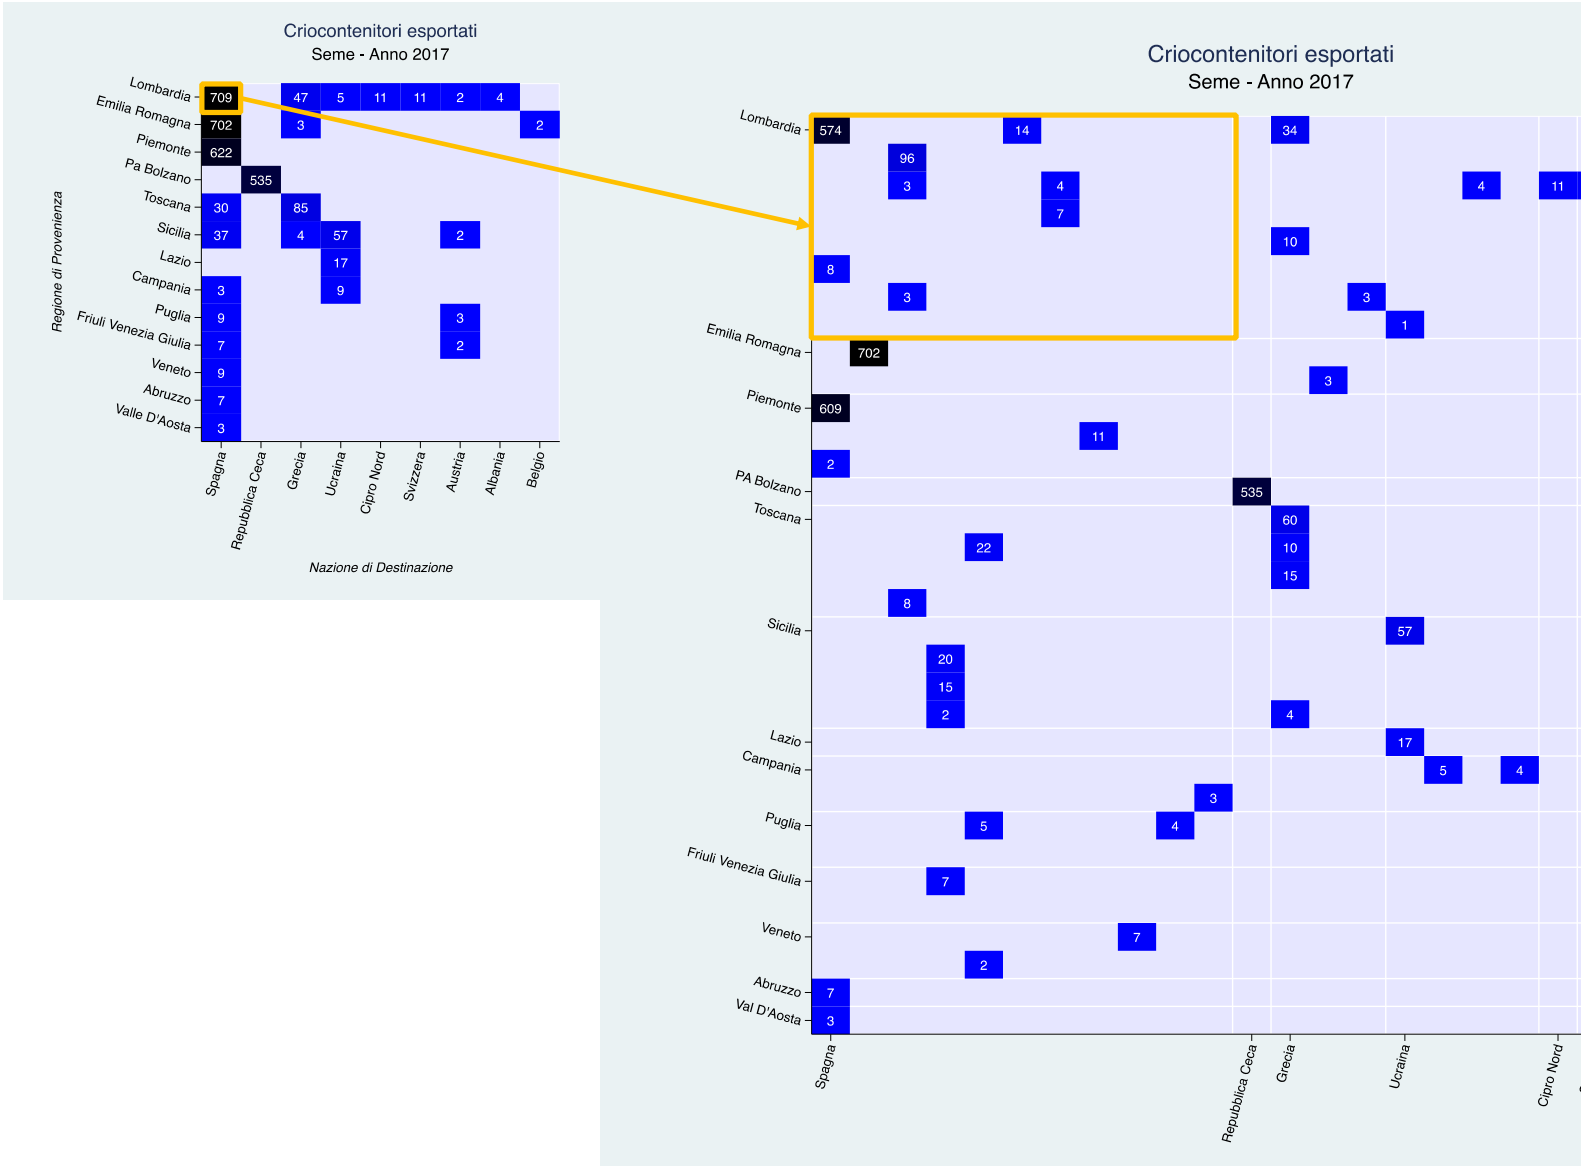 Criocontenitori esportati
Seme - Anno 2017
Regione di Provenienza
Lombardia 709 47 5 11 11 2 4
Emilia Romagna 702 3 2
Piemonte 622
Pa Bolzano 535
Toscana 30 85
Sicilia 37 4 57 2
Lazio 17
Campania 3 9
Puglia 9 3
Friuli Venezia Giulia 7 2
Veneto 9
Abruzzo 7
Valle D'Aosta 3
Spagna Repubblica Ceca Grecia Ucraina Cipro Nord Svizzera Austria Albania Belgio
Nazione di Destinazione
Criocontenitori esportati
Seme - Anno 2017
Lombardia 574 14 34
96
3 4 4 11
7
10
8
3 3
1
Emilia Romagna 702
3
Piemonte 609
11
2
PA Bolzano 535
Toscana 60
22 10
15
8
Sicilia 57
20
15
2 4
Lazio 17
Campania 5 4
3
Puglia 5 4
Friuli Venezia Giulia 7
Veneto 7
2
Abruzzo 7
Val D'Aosta 3
Spagna Repubblica Ceca Grecia Ucraina Cipro Nord